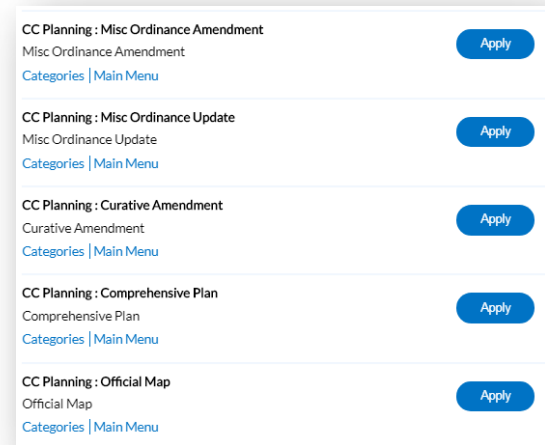 CC Planning : Misc Ordinance Amendment
Apply
Misc Ordinance Amendment
Categories | Main Menu
CC Planning : Misc Ordinance Update
Apply
Misc Ordinance Update
Categories | Main Menu
CC Planning : Curative Amendment
Apply
Curative Amendment
Categories | Main Menu
CC Planning : Comprehensive Plan
Apply
Comprehensive Plan
Categories | Main Menu
CC Planning : Official Map
Apply
Official Map
Categories | Main Menu